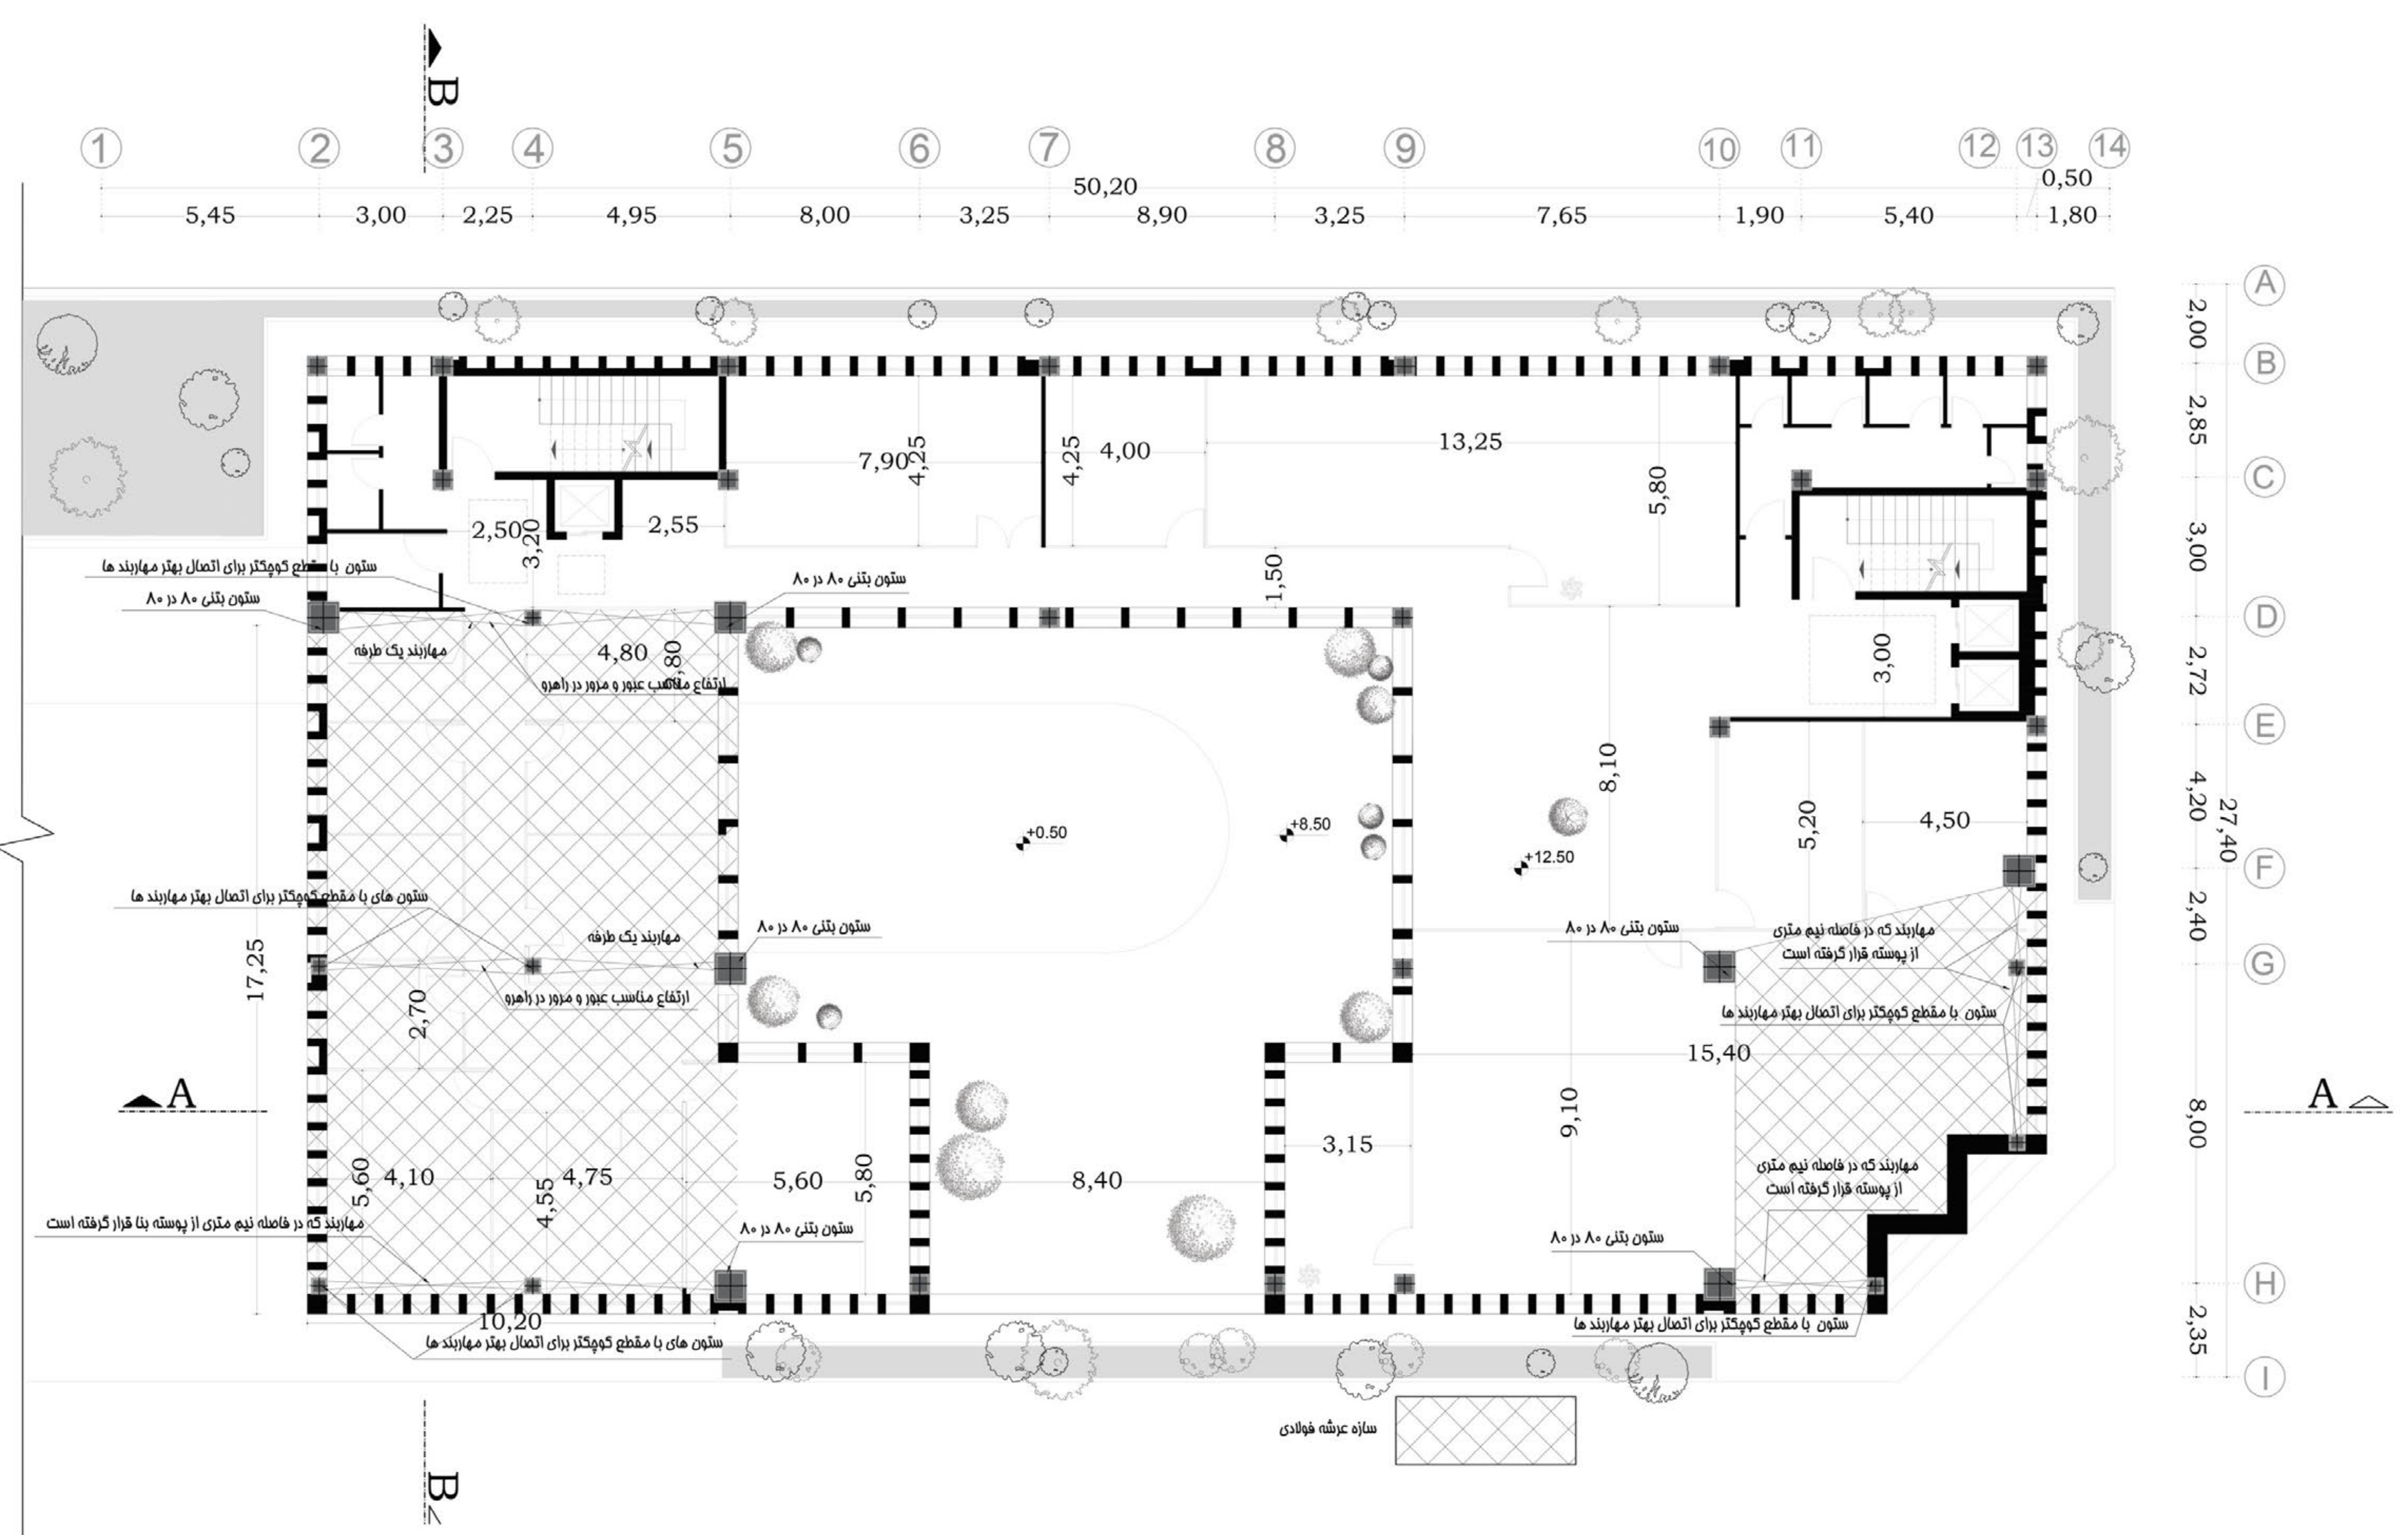 B
1 2 3 4 5 6 7 8 9 10 11 12 13 14
50,20
0,50
5,45 3,00 2,25 4,95 8,00 3,25 8,90 3,25 7,65 1,90 5,40 1,80
A
2,00
B
2,85
C
3,00
D
2,72
E
4,20
27,40
F
2,40
G
8,00
H
2,35
I
7,90
4,25
4,25
4,00
13,25
5,80
2,50
3,20
2,55
1,50
ستون با مقطع کوچکتر برای اتصال بهتر مهاربند ها
ستون بتنی ۸۰ در ۸۰
ستون بتنی ۸۰ در ۸۰
مهاربند یک طرفه
4,80
ارتفاع مناسب عبور و مرور در راهرو
3,00
8,10
+0.50
+8.50
+12.50
5,20
4,50
ستون های با مقطع کوچکتر برای اتصال بهتر مهاربند ها
مهاربند یک طرفه
ستون بتنی ۸۰ در ۸۰
ستون بتنی ۸۰ در ۸۰
مهاربند که در فاصله نیم متری
از پوسته قرار گرفته است
17,25
ارتفاع مناسب عبور و مرور در راهرو
2,70
ستون با مقطع کوچکتر برای اتصال بهتر مهاربند ها
15,40
A
A
9,10
3,15
5,60
4,10
4,55
4,75
5,60
5,80
8,40
مهاربند که در فاصله نیم متری
از پوسته قرار گرفته است
مهاربند که در فاصله نیم متری از پوسته بنا قرار گرفته است
ستون بتنی ۸۰ در ۸۰
ستون بتنی ۸۰ در ۸۰
10,20
ستون های با مقطع کوچکتر برای اتصال بهتر مهاربند ها
ستون با مقطع کوچکتر برای اتصال بهتر مهاربند ها
سازه عرشه فولادی
B